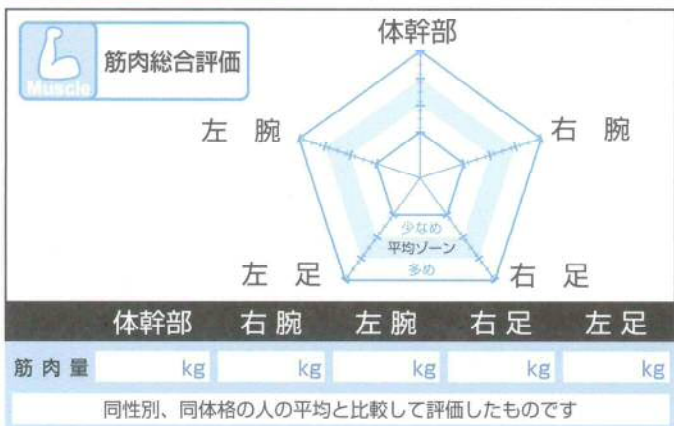 Muscle
筋肉総合評価
体幹部
左 腕
右 腕
少なめ
平均ゾーン
多め
左 足
右 足
体幹部 右腕 左腕 右足 左足
筋肉量 kg kg kg kg kg
同性別、同体格の人の平均と比較して評価したものです